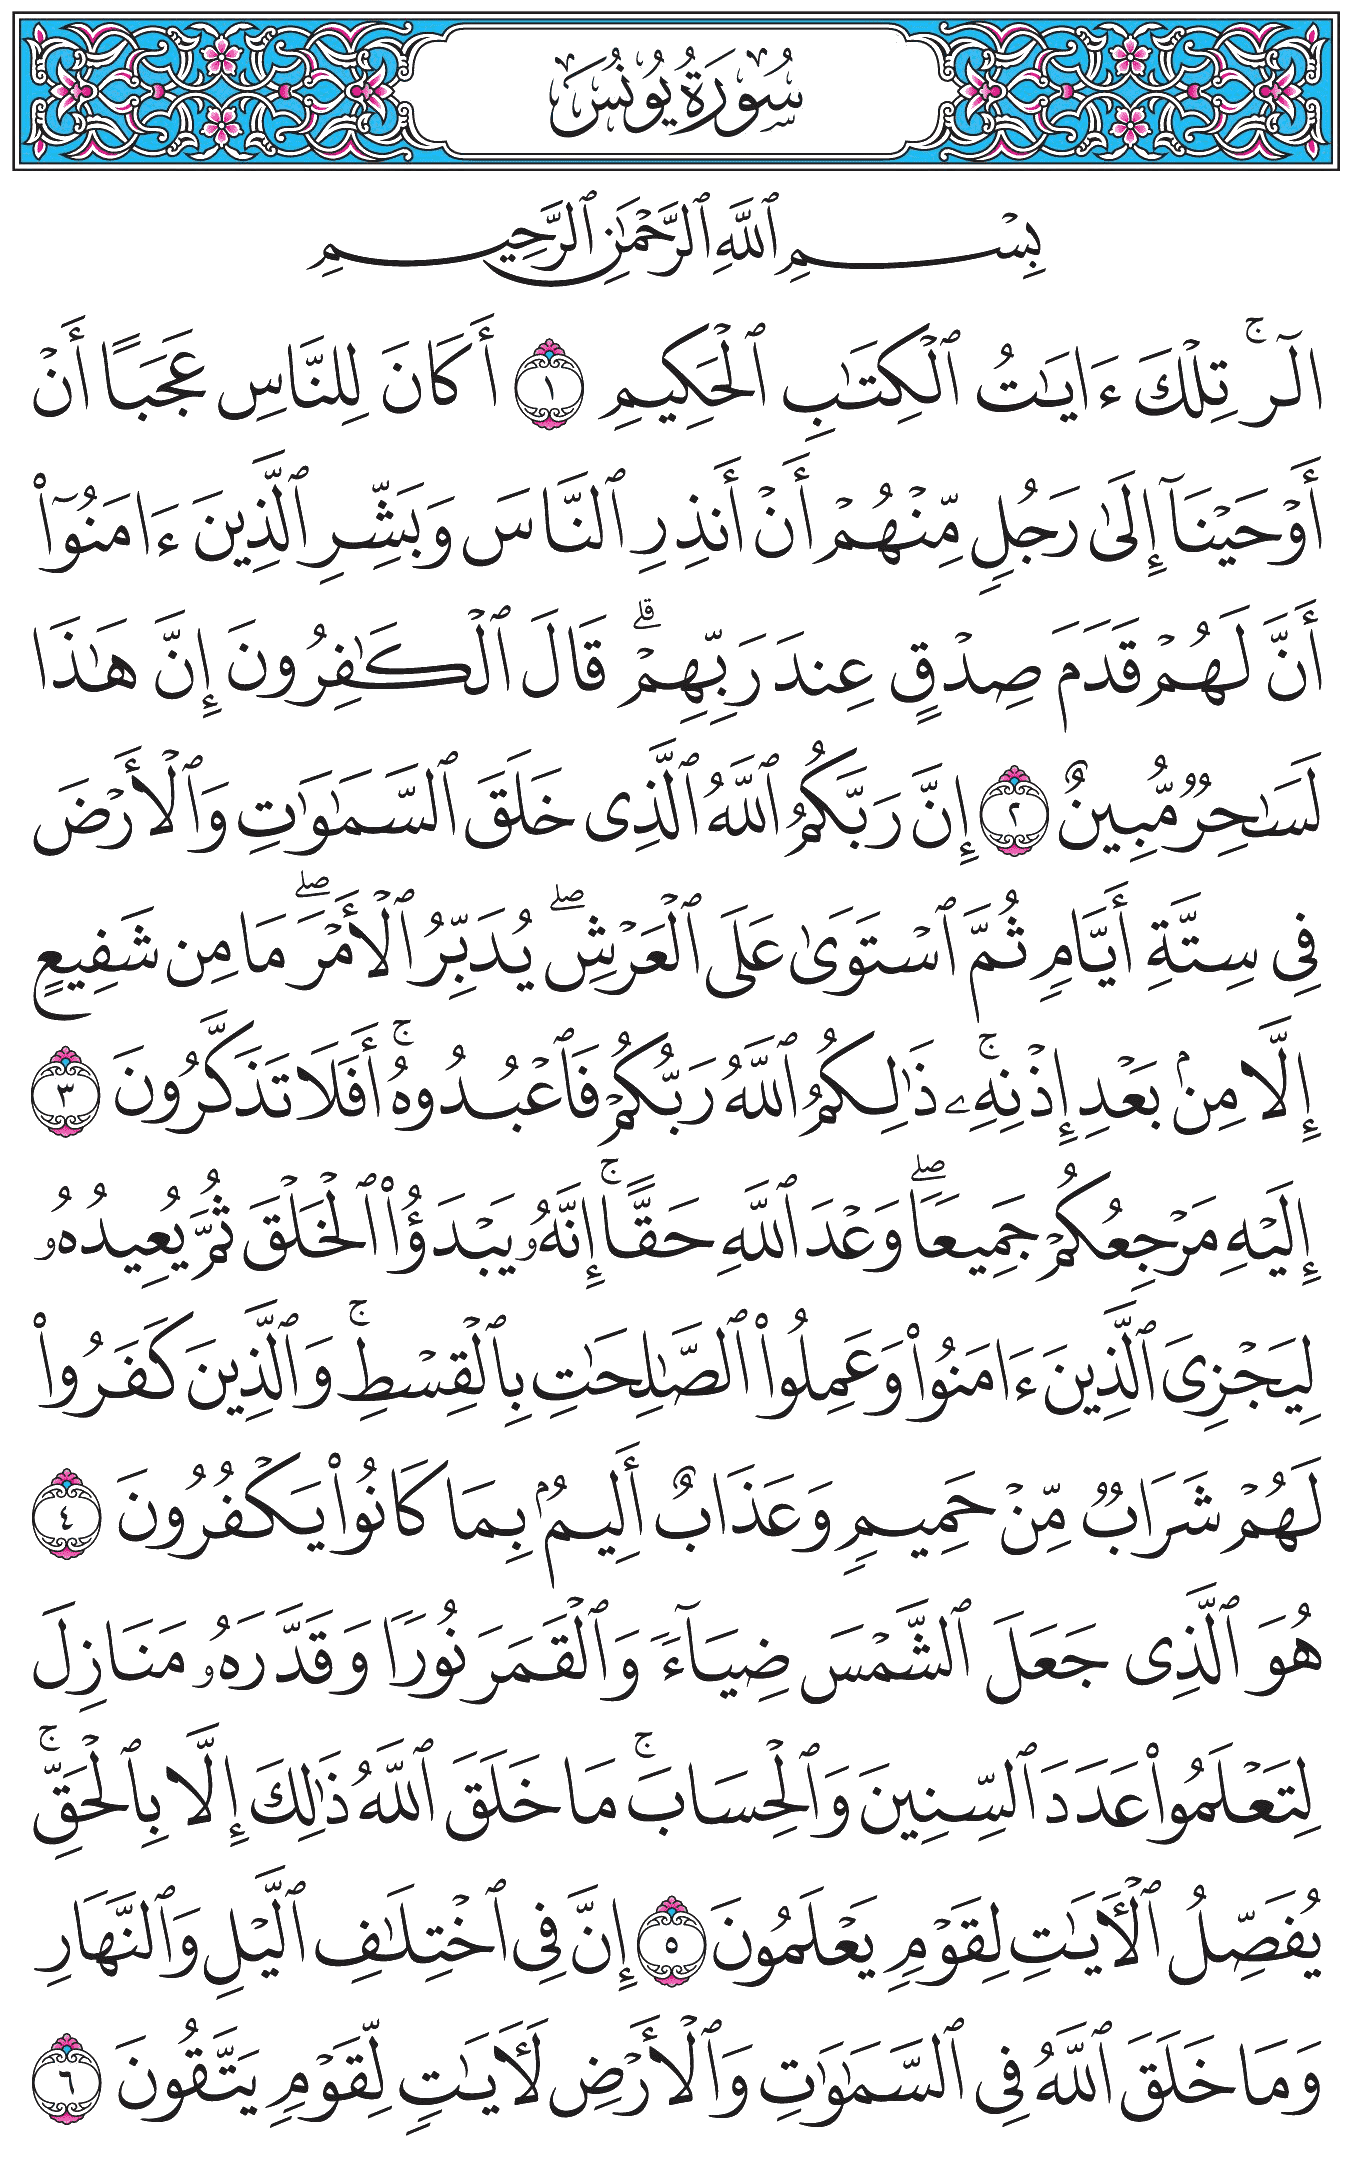 سُورَةُ يُونُسَ
بِسْمِ ٱللَّهِ ٱلرَّحْمَٰنِ ٱلرَّحِيمِ
الٓر ۚ تِلْكَ ءَايَٰتُ ٱلْكِتَٰبِ ٱلْحَكِيمِ ١ أَكَانَ لِلنَّاسِ عَجَبًا أَنْ
أَوْحَيْنَآ إِلَىٰ رَجُلٍ مِّنْهُمْ أَنْ أَنذِرِ ٱلنَّاسَ وَبَشِّرِ ٱلَّذِينَ ءَامَنُوٓا۟
أَنَّ لَهُمْ قَدَمَ صِدْقٍ عِندَ رَبِّهِمْ ۗ قَالَ ٱلْكَٰفِرُونَ إِنَّ هَٰذَا
لَسَٰحِرٌ مُّبِينٌ ٢ إِنَّ رَبَّكُمُ ٱللَّهُ ٱلَّذِى خَلَقَ ٱلسَّمَٰوَٰتِ وَٱلْأَرْضَ
فِى سِتَّةِ أَيَّامٍ ثُمَّ ٱسْتَوَىٰ عَلَى ٱلْعَرْشِ ۖ يُدَبِّرُ ٱلْأَمْرَ ۖ مَا مِن شَفِيعٍ
إِلَّا مِنۢ بَعْدِ إِذْنِهِۦ ۚ ذَٰلِكُمُ ٱللَّهُ رَبُّكُمْ فَٱعْبُدُوهُ ۚ أَفَلَا تَذَكَّرُونَ ٣
إِلَيْهِ مَرْجِعُكُمْ جَمِيعًا ۖ وَعْدَ ٱللَّهِ حَقًّا ۚ إِنَّهُۥ يَبْدَؤُا۟ ٱلْخَلْقَ ثُمَّ يُعِيدُهُۥ
لِيَجْزِىَ ٱلَّذِينَ ءَامَنُوا۟ وَعَمِلُوا۟ ٱلصَّٰلِحَٰتِ بِٱلْقِسْطِ ۚ وَٱلَّذِينَ كَفَرُوا۟
لَهُمْ شَرَابٌ مِّنْ حَمِيمٍ وَعَذَابٌ أَلِيمٌۢ بِمَا كَانُوا۟ يَكْفُرُونَ ٤
هُوَ ٱلَّذِى جَعَلَ ٱلشَّمْسَ ضِيَآءً وَٱلْقَمَرَ نُورًا وَقَدَّرَهُۥ مَنَازِلَ
لِتَعْلَمُوا۟ عَدَدَ ٱلسِّنِينَ وَٱلْحِسَابَ ۚ مَا خَلَقَ ٱللَّهُ ذَٰلِكَ إِلَّا بِٱلْحَقِّ ۚ
يُفَصِّلُ ٱلْءَايَٰتِ لِقَوْمٍ يَعْلَمُونَ ٥ إِنَّ فِى ٱخْتِلَٰفِ ٱلَّيْلِ وَٱلنَّهَارِ
وَمَا خَلَقَ ٱللَّهُ فِى ٱلسَّمَٰوَٰتِ وَٱلْأَرْضِ لَءَايَٰتٍ لِّقَوْمٍ يَتَّقُونَ ٦